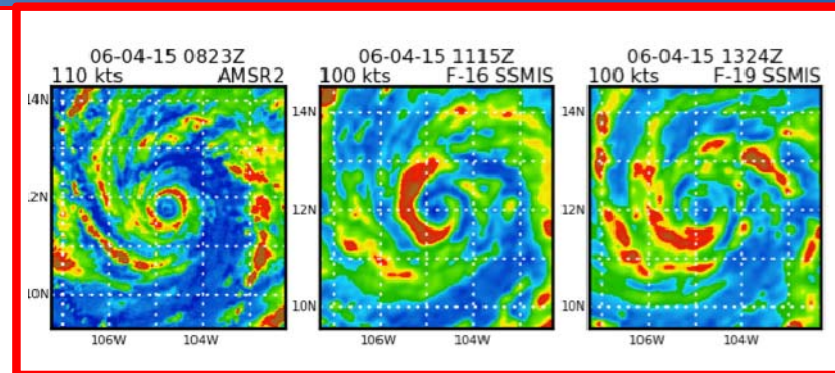 06-04-15 0823Z
110 kts AMSR2
14N
12N
10N
106W 104W
06-04-15 1115Z
100 kts F-16 SSMIS
14N
12N
10N
106W 104W
06-04-15 1324Z
100 kts F-19 SSMIS
14N
12N
10N
106W 104W